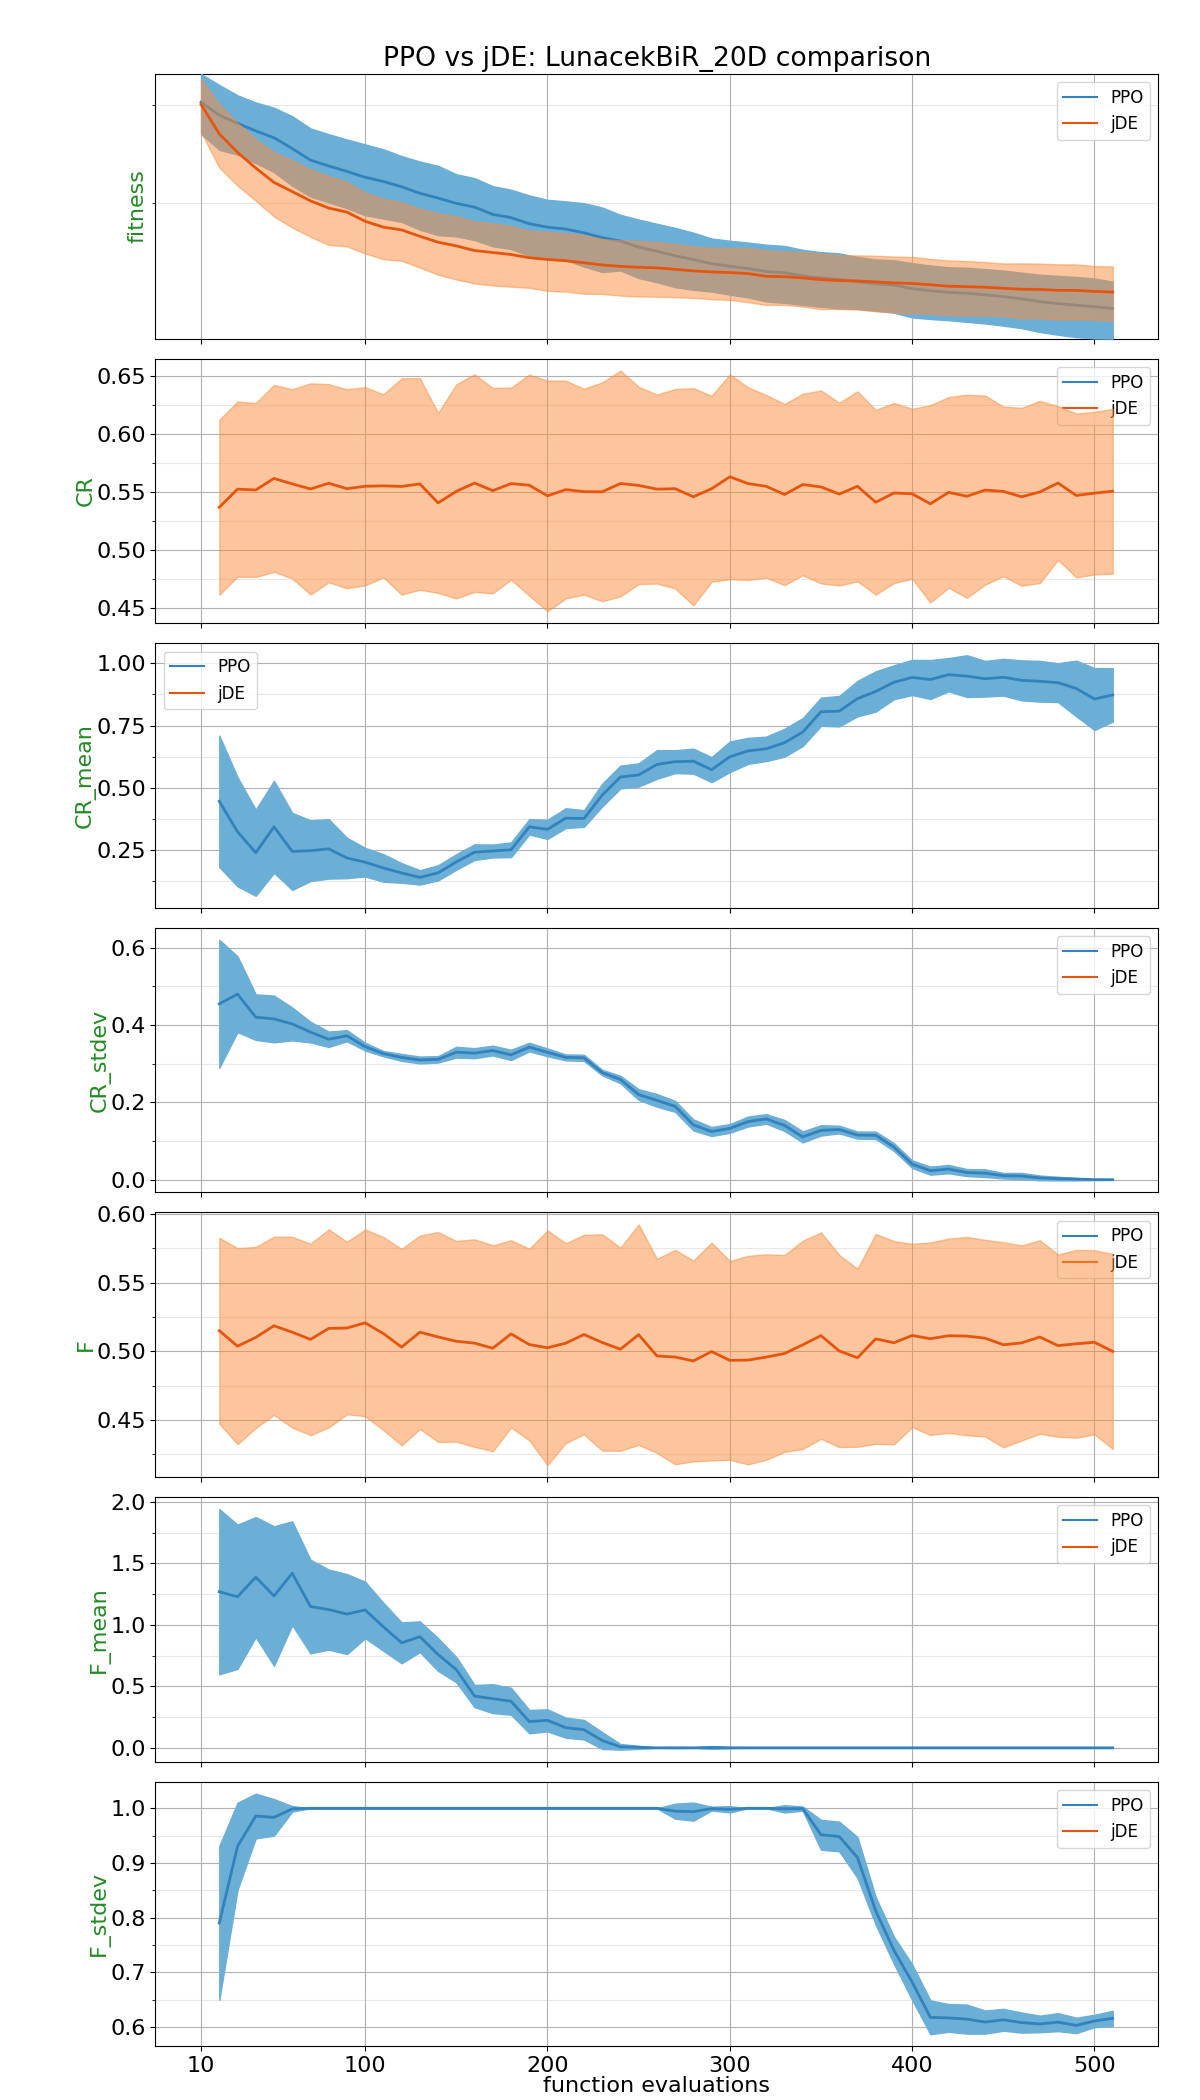 PPO vs jDE: LunacekBiR_20D comparison
fitness
PPO
jDE
CR
0.65
0.60
0.55
0.50
0.45
PPO
jDE
CR_mean
1.00
0.75
0.50
0.25
PPO
jDE
CR_stdev
0.6
0.4
0.2
0.0
PPO
jDE
F
0.60
0.55
0.50
0.45
PPO
jDE
F_mean
2.0
1.5
1.0
0.5
0.0
PPO
jDE
F_stdev
1.0
0.9
0.8
0.7
0.6
PPO
jDE
10 100 200 300 400 500
function evaluations